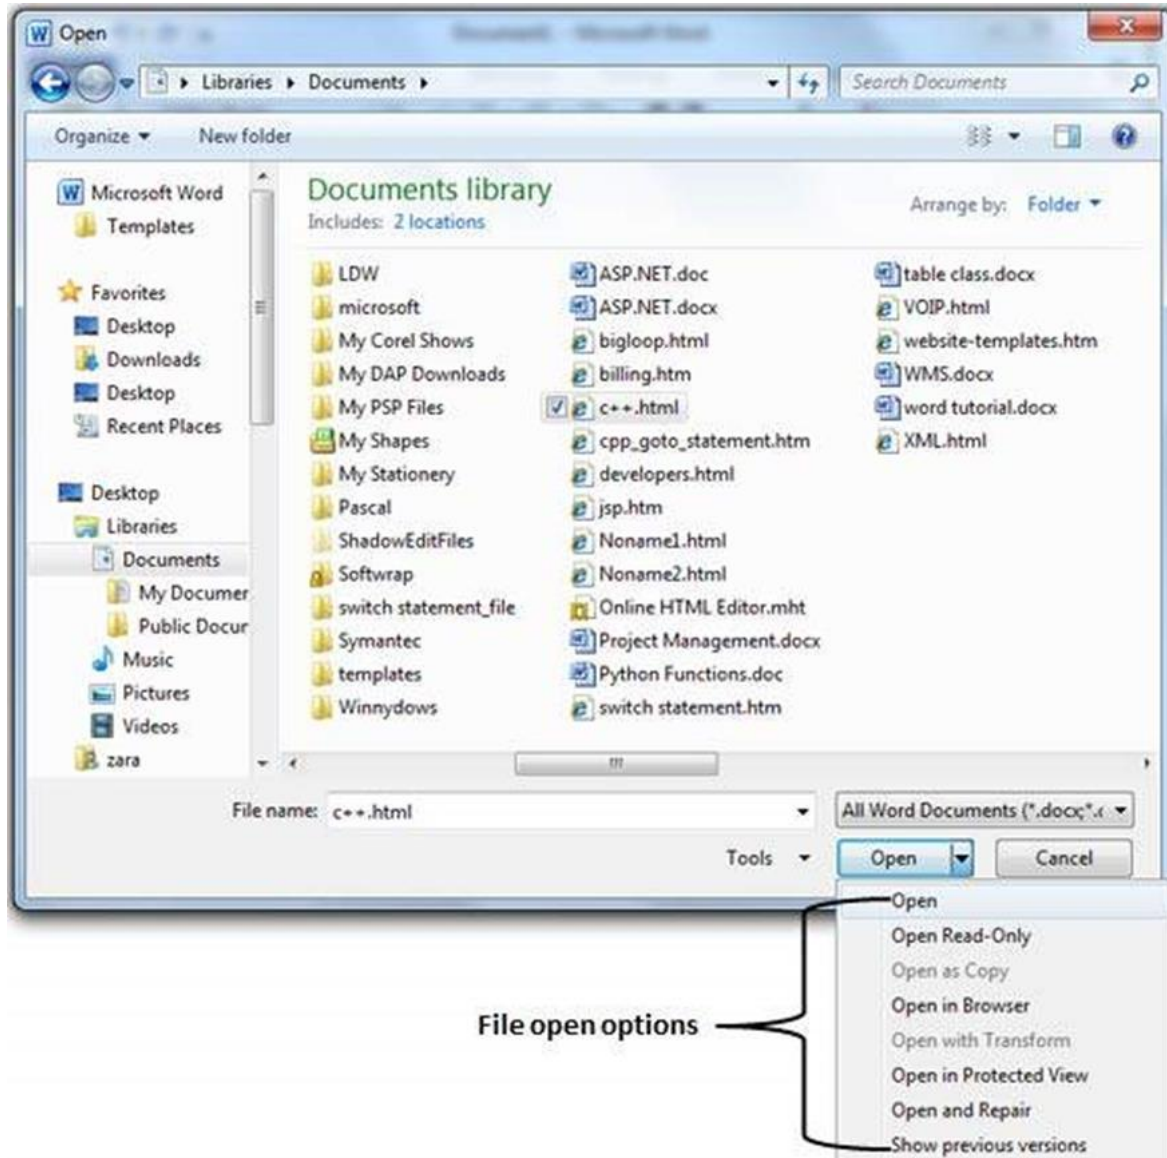 Open
Libraries Documents
Search Documents
Organize New folder
Microsoft Word
Templates
Favorites
Desktop
Downloads
Desktop
Recent Places
Desktop
Libraries
Documents
My Documer
Public Docur
Music
Pictures
Videos
zara
Documents library
Includes: 2 locations
Arrange by: Folder
LDW
microsoft
My Corel Shows
My DAP Downloads
My PSP Files
My Shapes
My Stationery
Pascal
ShadowEditFiles
Softwrap
switch statement_file
Symantec
templates
Winnydows
ASP.NET.doc
ASP.NET.docx
bigloop.html
billing.htm
c++.html
cpp_goto_statement.htm
developers.html
jsp.htm
Noname1.html
Noname2.html
Online HTML Editor.mht
Project Management.docx
Python Functions.doc
switch statement.htm
table class.docx
VOIP.html
website-templates.htm
WMS.docx
word tutorial.docx
XML.html
File name: c++.html
All Word Documents (*.docx;*.c
Tools Open Cancel
File open options
Open
Open Read-Only
Open as Copy
Open in Browser
Open with Transform
Open in Protected View
Open and Repair
Show previous versions